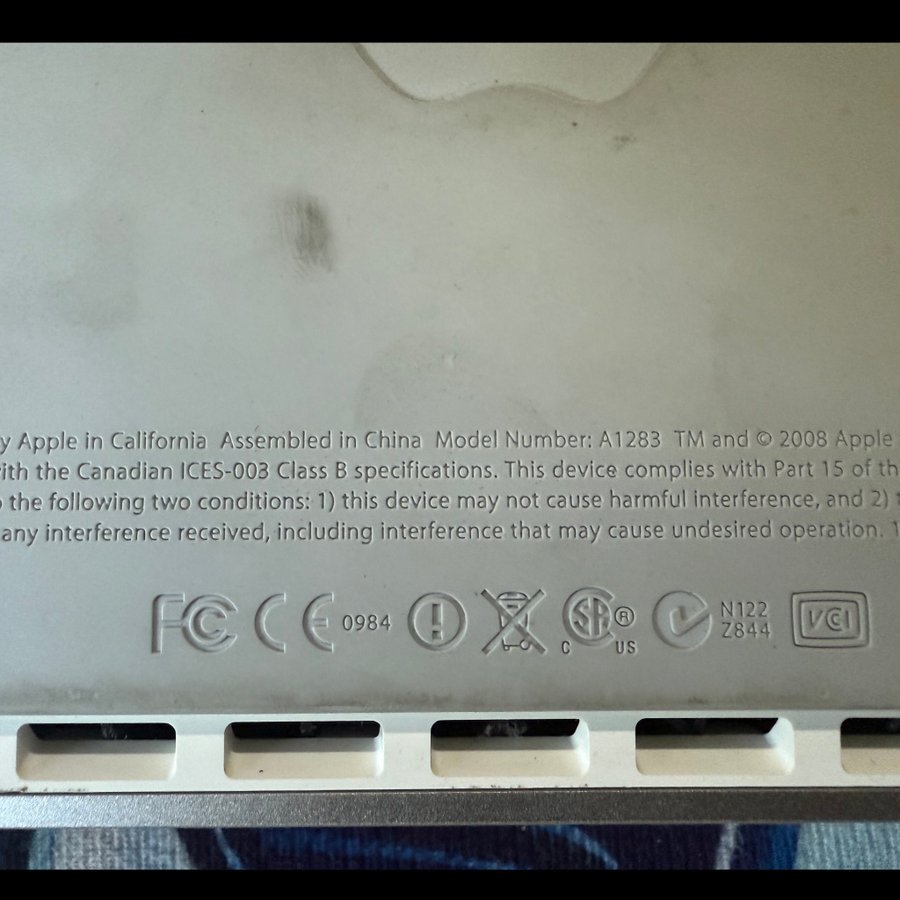 y Apple in California Assembled in China Model Number: A1283 TM and © 2008 Apple
with the Canadian ICES-003 Class B specifications. This device complies with Part 15 of th
o the following two conditions: 1) this device may not cause harmful interference, and 2) t
any interference received, including interference that may cause undesired operation. 1
FC CE 0984 ! SR ® C US N122 VCI
Z844